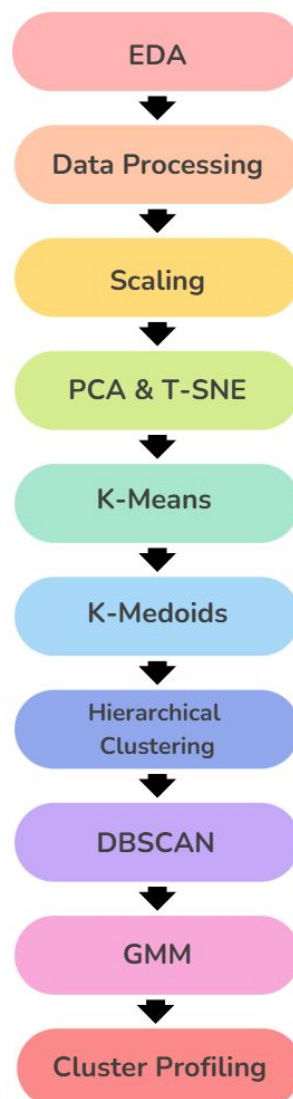 EDA
Data Processing
Scaling
PCA & T-SNE
K-Means
K-Medoids
Hierarchical
Clustering
DBSCAN
GMM
Cluster Profiling